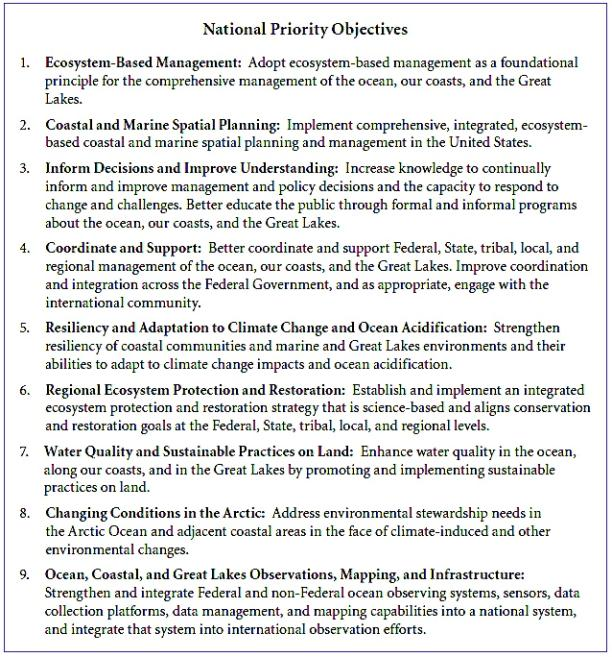 National Priority Objectives
1. Ecosystem-Based Management: Adopt ecosystem-based management as a foundational
principle for the comprehensive management of the ocean, our coasts, and the Great
Lakes.
2. Coastal and Marine Spatial Planning: Implement comprehensive, integrated, ecosystem-
based coastal and marine spatial planning and management in the United States.
3. Inform Decisions and Improve Understanding: Increase knowledge to continually
inform and improve management and policy decisions and the capacity to respond to
change and challenges. Better educate the public through formal and informal programs
about the ocean, our coasts, and the Great Lakes.
4. Coordinate and Support: Better coordinate and support Federal, State, tribal, local, and
regional management of the ocean, our coasts, and the Great Lakes. Improve coordination
and integration across the Federal Government, and as appropriate, engage with the
international community.
5. Resiliency and Adaptation to Climate Change and Ocean Acidification: Strengthen
resiliency of coastal communities and marine and Great Lakes environments and their
abilities to adapt to climate change impacts and ocean acidification.
6. Regional Ecosystem Protection and Restoration: Establish and implement an integrated
ecosystem protection and restoration strategy that is science-based and aligns conservation
and restoration goals at the Federal, State, tribal, local, and regional levels.
7. Water Quality and Sustainable Practices on Land: Enhance water quality in the ocean,
along our coasts, and in the Great Lakes by promoting and implementing sustainable
practices on land.
8. Changing Conditions in the Arctic: Address environmental stewardship needs in
the Arctic Ocean and adjacent coastal areas in the face of climate-induced and other
environmental changes.
9. Ocean, Coastal, and Great Lakes Observations, Mapping, and Infrastructure:
Strengthen and integrate Federal and non-Federal ocean observing systems, sensors, data
collection platforms, data management, and mapping capabilities into a national system,
and integrate that system into international observation efforts.